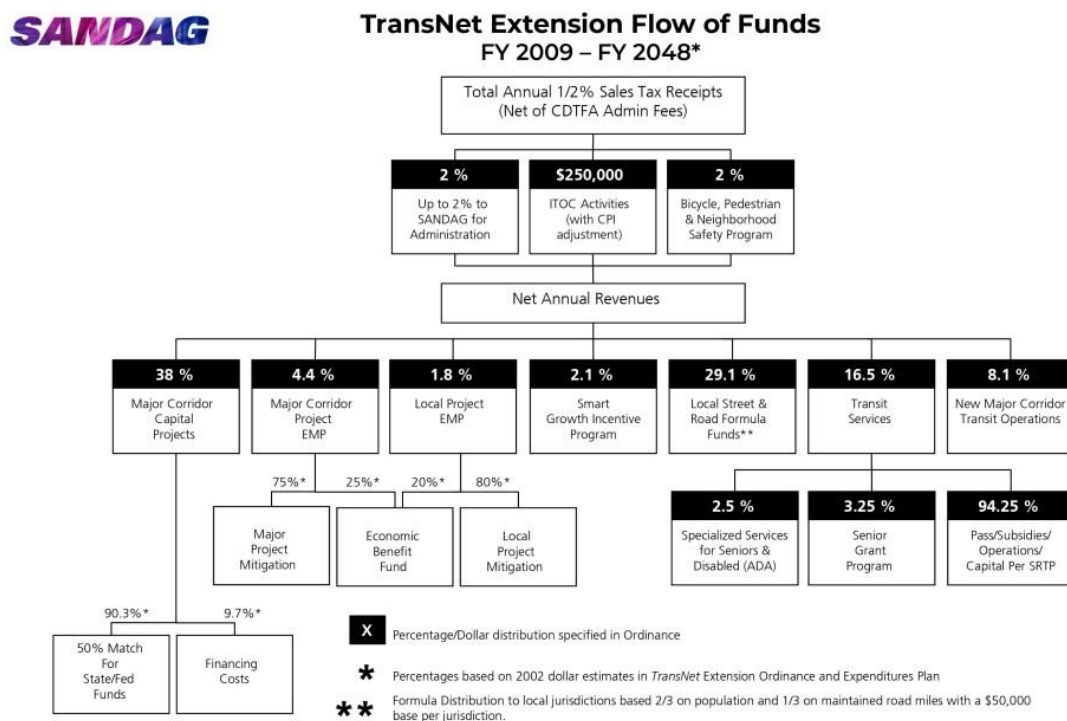 SANDAG
TransNet Extension Flow of Funds
FY 2009 – FY 2048*
Total Annual 1/2% Sales Tax Receipts
(Net of CDTFA Admin Fees)
2 %
Up to 2% to
SANDAG for
Administration
$250,000
ITOC Activities
(with CPI
adjustment)
2 %
Bicycle, Pedestrian
& Neighborhood
Safety Program
Net Annual Revenues
38 %
Major Corridor
Capital
Projects
4.4 %
Major Corridor
Project
EMP
1.8 %
Local Project
EMP
2.1 %
Smart
Growth Incentive
Program
29.1 %
Local Street &
Road Formula
Funds**
16.5 %
Transit
Services
8.1 %
New Major Corridor
Transit Operations
75%*
25%*
20%*
80%*
Major
Project
Mitigation
Economic
Benefit
Fund
Local
Project
Mitigation
2.5 %
Specialized Services
for Seniors &
Disabled (ADA)
3.25 %
Senior
Grant
Program
94.25 %
Pass/Subsidies/
Operations/
Capital Per SRTP
90.3%*
9.7%*
50% Match
For
State/Fed
Funds
Financing
Costs
X Percentage/Dollar distribution specified in Ordinance
* Percentages based on 2002 dollar estimates in TransNet Extension Ordinance and Expenditures Plan
** Formula Distribution to local jurisdictions based 2/3 on population and 1/3 on maintained road miles with a $50,000
base per jurisdiction.